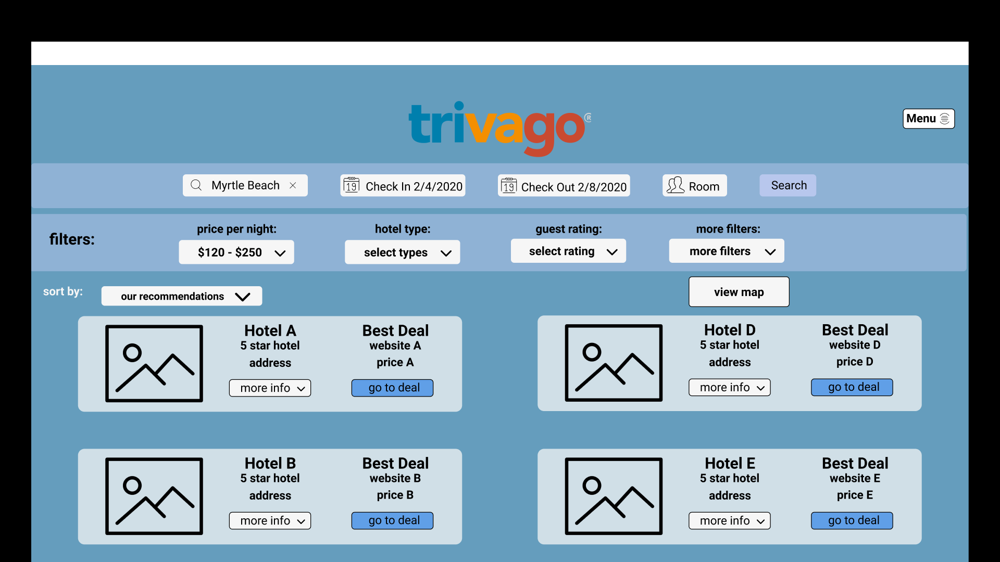 trivago®
Menu
Myrtle Beach
19 Check In 2/4/2020
19 Check Out 2/8/2020
Room
Search
filters:
price per night:
$120 - $250
hotel type:
select types
guest rating:
select rating
more filters:
more filters
sort by:
our recommendations
view map
Hotel A
5 star hotel
address
more info
Best Deal
website A
price A
go to deal
Hotel D
5 star hotel
address
more info
Best Deal
website D
price D
go to deal
Hotel B
5 star hotel
address
more info
Best Deal
website B
price B
go to deal
Hotel E
5 star hotel
address
more info
Best Deal
website E
price E
go to deal